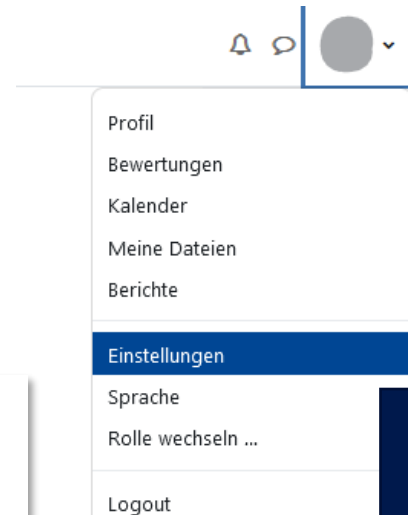 Profil
Bewertungen
Kalender
Meine Dateien
Berichte
Einstellungen
Sprache
Rolle wechseln ...
Logout